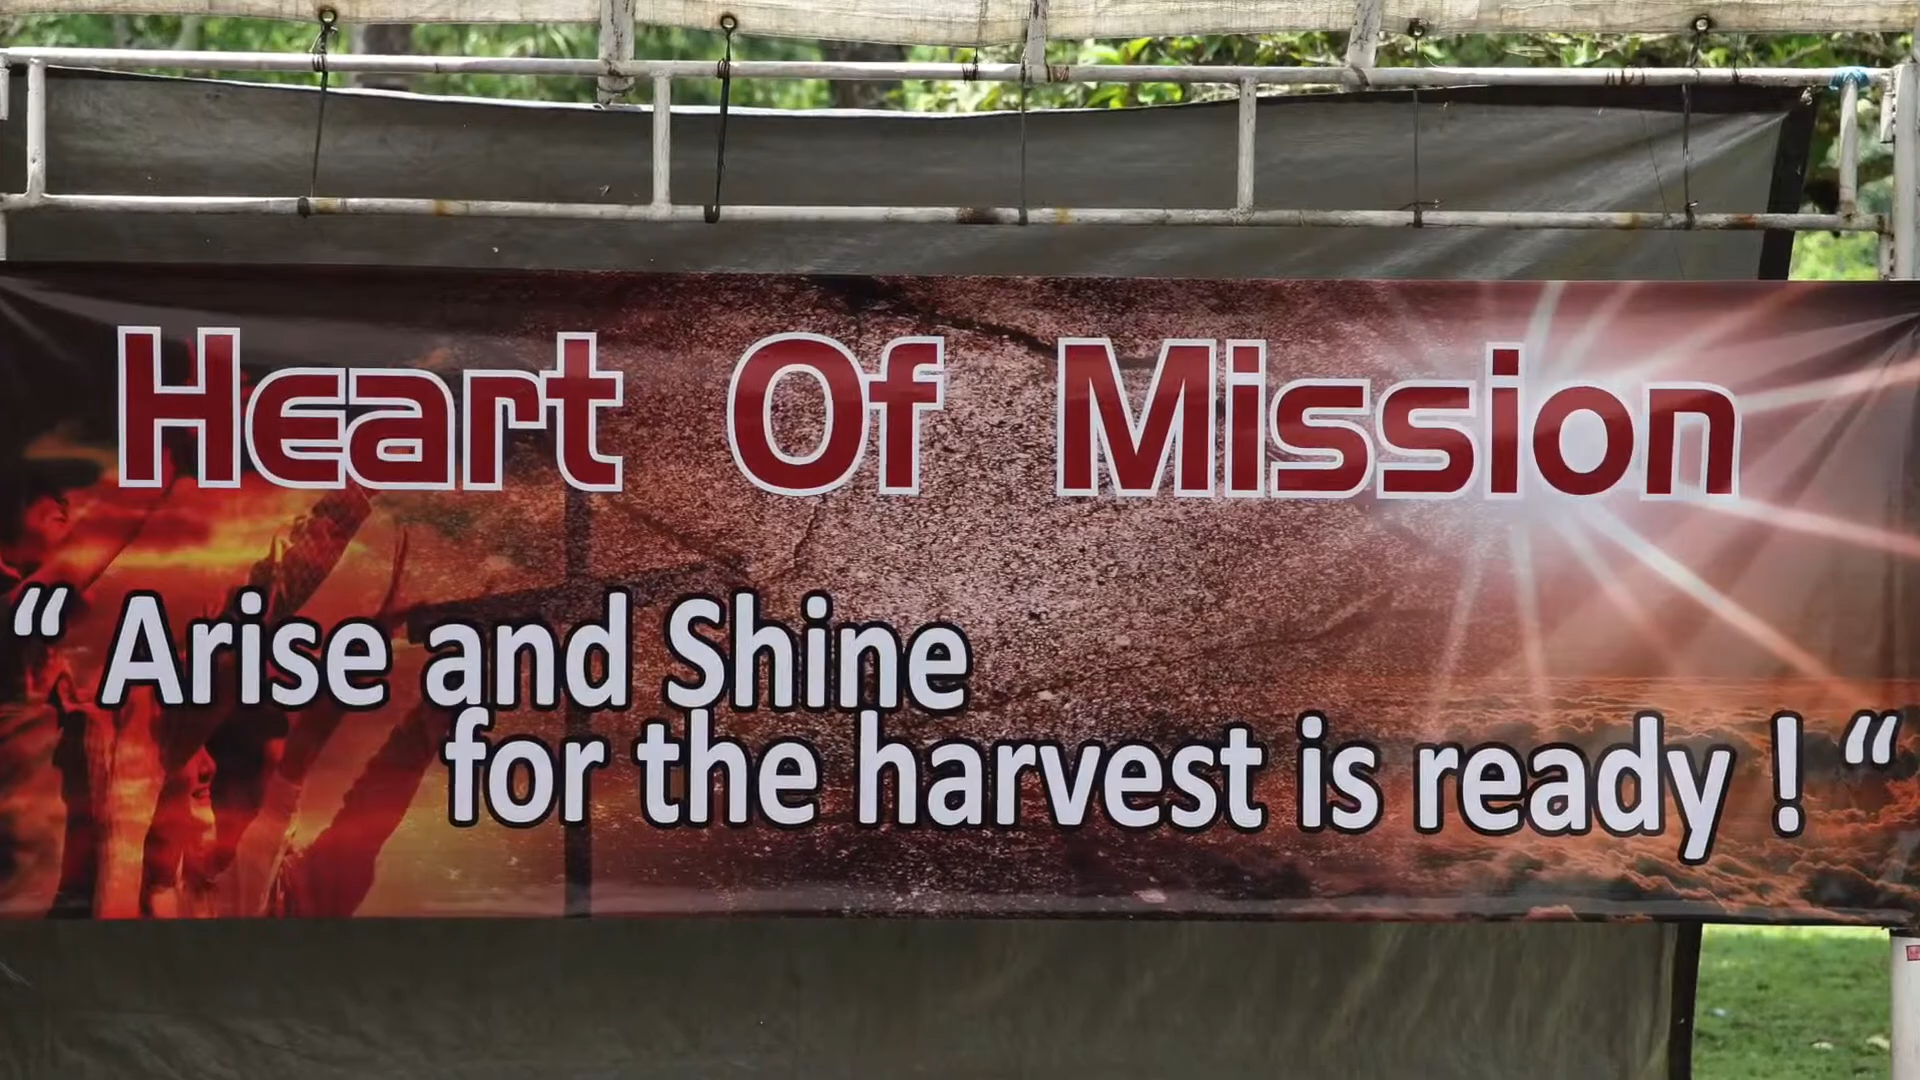 Heart Of Mission
“ Arise and Shine
for the harvest is ready ! “